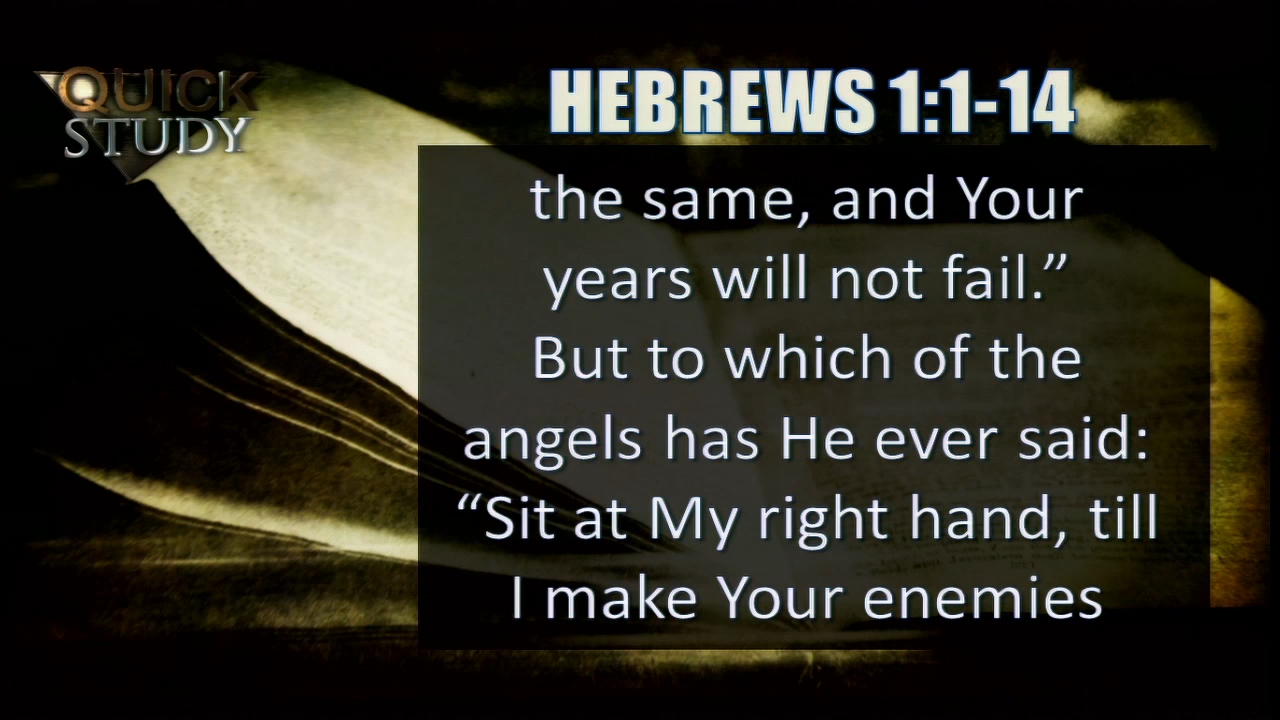 QUICK
STUDY
HEBREWS 1:1-14
the same, and Your
years will not fail.”
But to which of the
angels has He ever said:
“Sit at My right hand, till
I make Your enemies